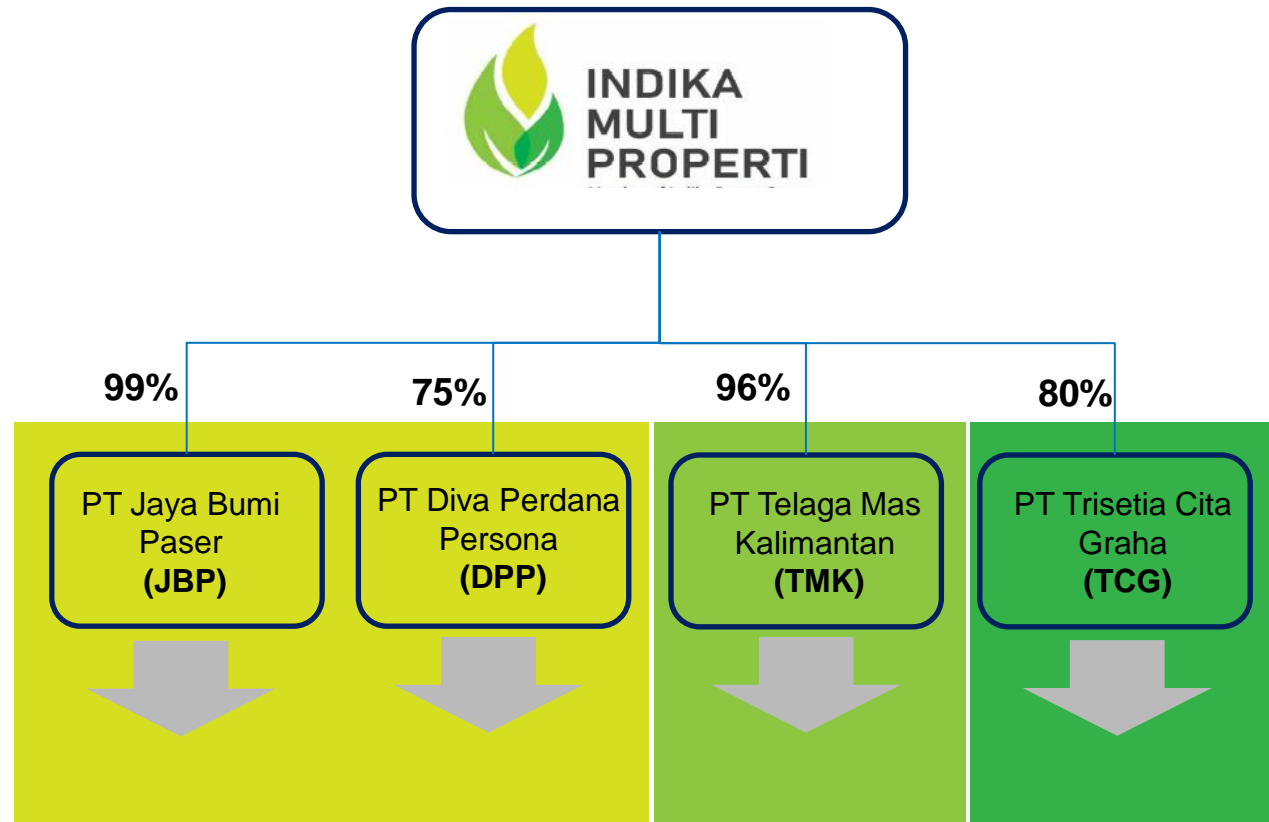 INDIKA
MULTI
PROPERTI
99%
75%
96%
80%
PT Jaya Bumi
Paser
(JBP)
PT Diva Perdana
Persona
(DPP)
PT Telaga Mas
Kalimantan
(TMK)
PT Trisetia Cita
Graha
(TCG)